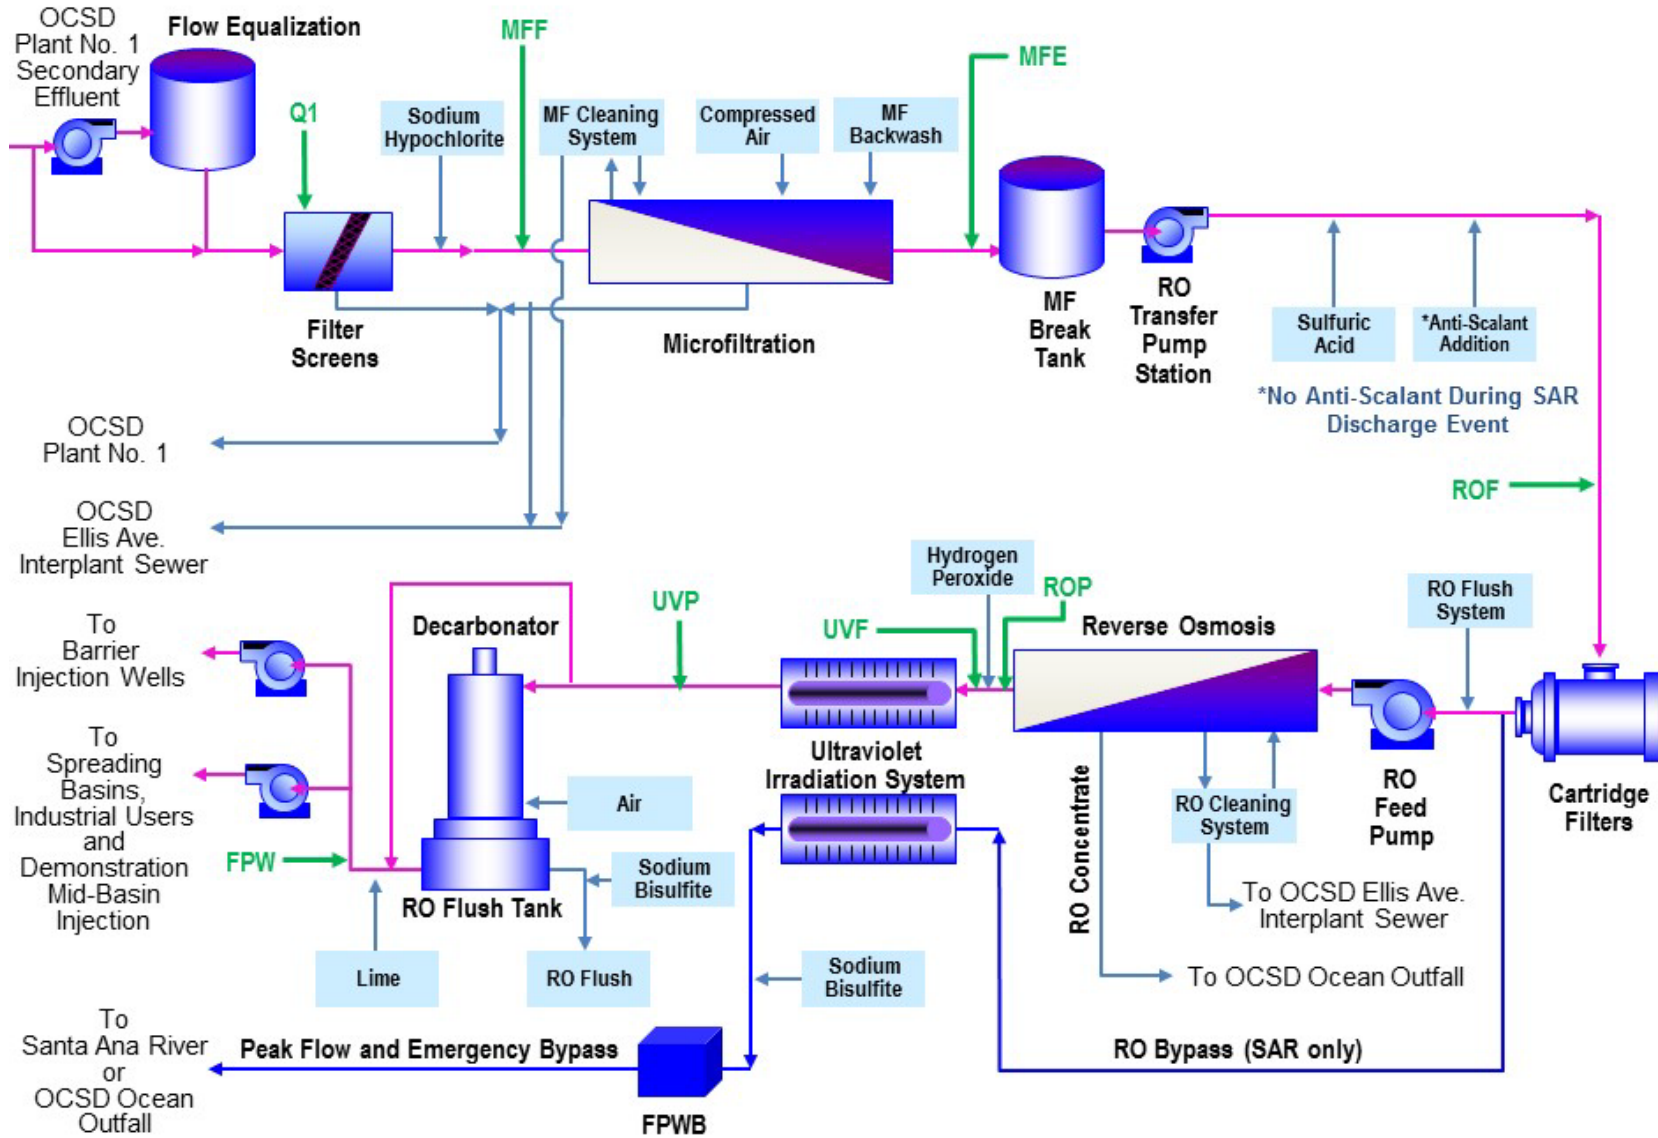 OCSD
Plant No. 1
Secondary
Effluent
Flow Equalization
Q1
Sodium
Hypochlorite
MFF
MF Cleaning
System
Compressed
Air
MF
Backwash
MFE
Filter
Screens
Microfiltration
MF
Break
Tank
RO
Transfer
Pump
Station
Sulfuric
Acid
*Anti-Scalant
Addition
*No Anti-Scalant During SAR
Discharge Event
OCSD
Plant No. 1
OCSD
Ellis Ave.
Interplant Sewer
ROF
To
Barrier
Injection Wells
To
Spreading
Basins,
Industrial Users
and
Demonstration
Mid-Basin
Injection
FPW
Decarbonator
UVP
UVF
Hydrogen
Peroxide
ROP
Reverse Osmosis
RO Flush
System
Ultraviolet
Irradiation System
Air
RO Flush Tank
Sodium
Bisulfite
Lime
RO Flush
Sodium
Bisulfite
RO Concentrate
RO Cleaning
System
RO
Feed
Pump
Cartridge
Filters
To OCSD Ellis Ave.
Interplant Sewer
To OCSD Ocean Outfall
To
Santa Ana River
or
OCSD Ocean
Outfall
Peak Flow and Emergency Bypass
FPWB
RO Bypass (SAR only)